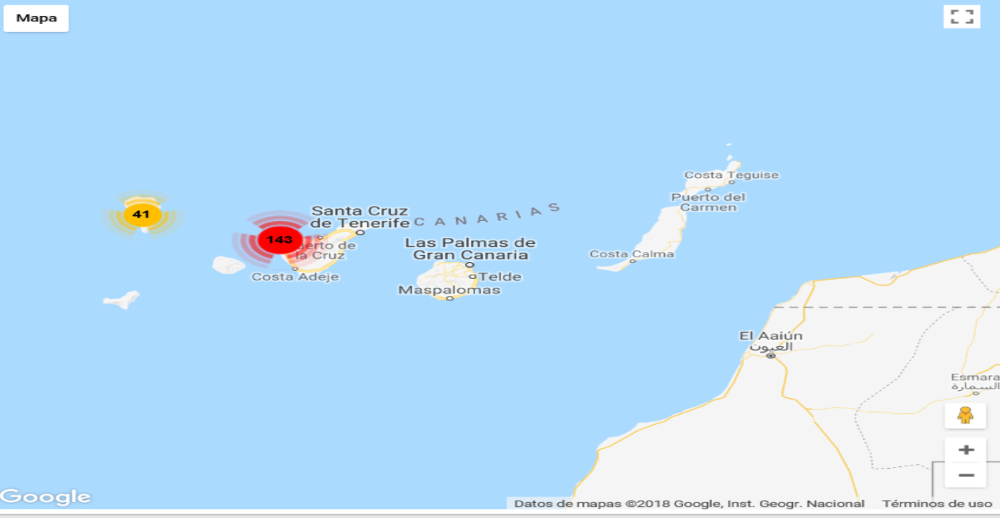 Mapa
Costa Teguise
Puerto del
Carmen
CANARIAS
Santa Cruz
de Tenerife
41
143
erto de
la Cruz
Las Palmas de
Gran Canaria
Costa Calma
Costa Adeje
Telde
Maspalomas
El Aaiún
العيون
Esmara
السمارة
Google
Datos de mapas ©2018 Google, Inst. Geogr. Nacional
Términos de uso